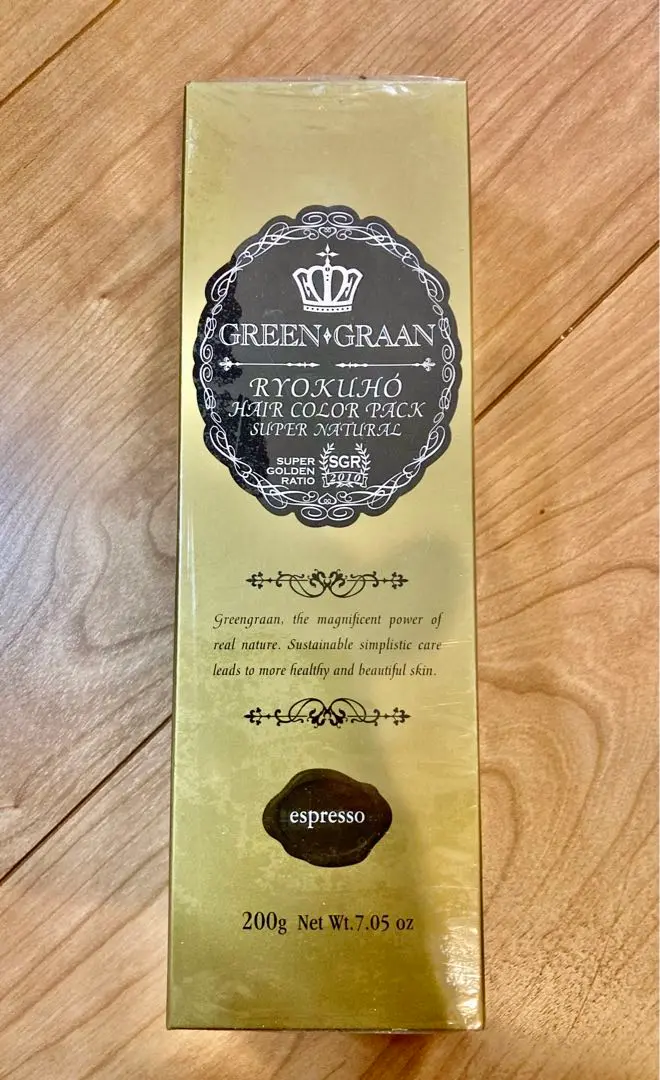 GREEN♦GRAAN
RYOKUHÓ
HAIR COLOR PACK
SUPER NATURAL
SUPER
GOLDEN
RATIO
SGR
2010
Greengraan, the magnificent power of
real nature. Sustainable simplistic care
leads to more healthy and beautiful skin.
espresso
200g Net Wt.7.05 oz